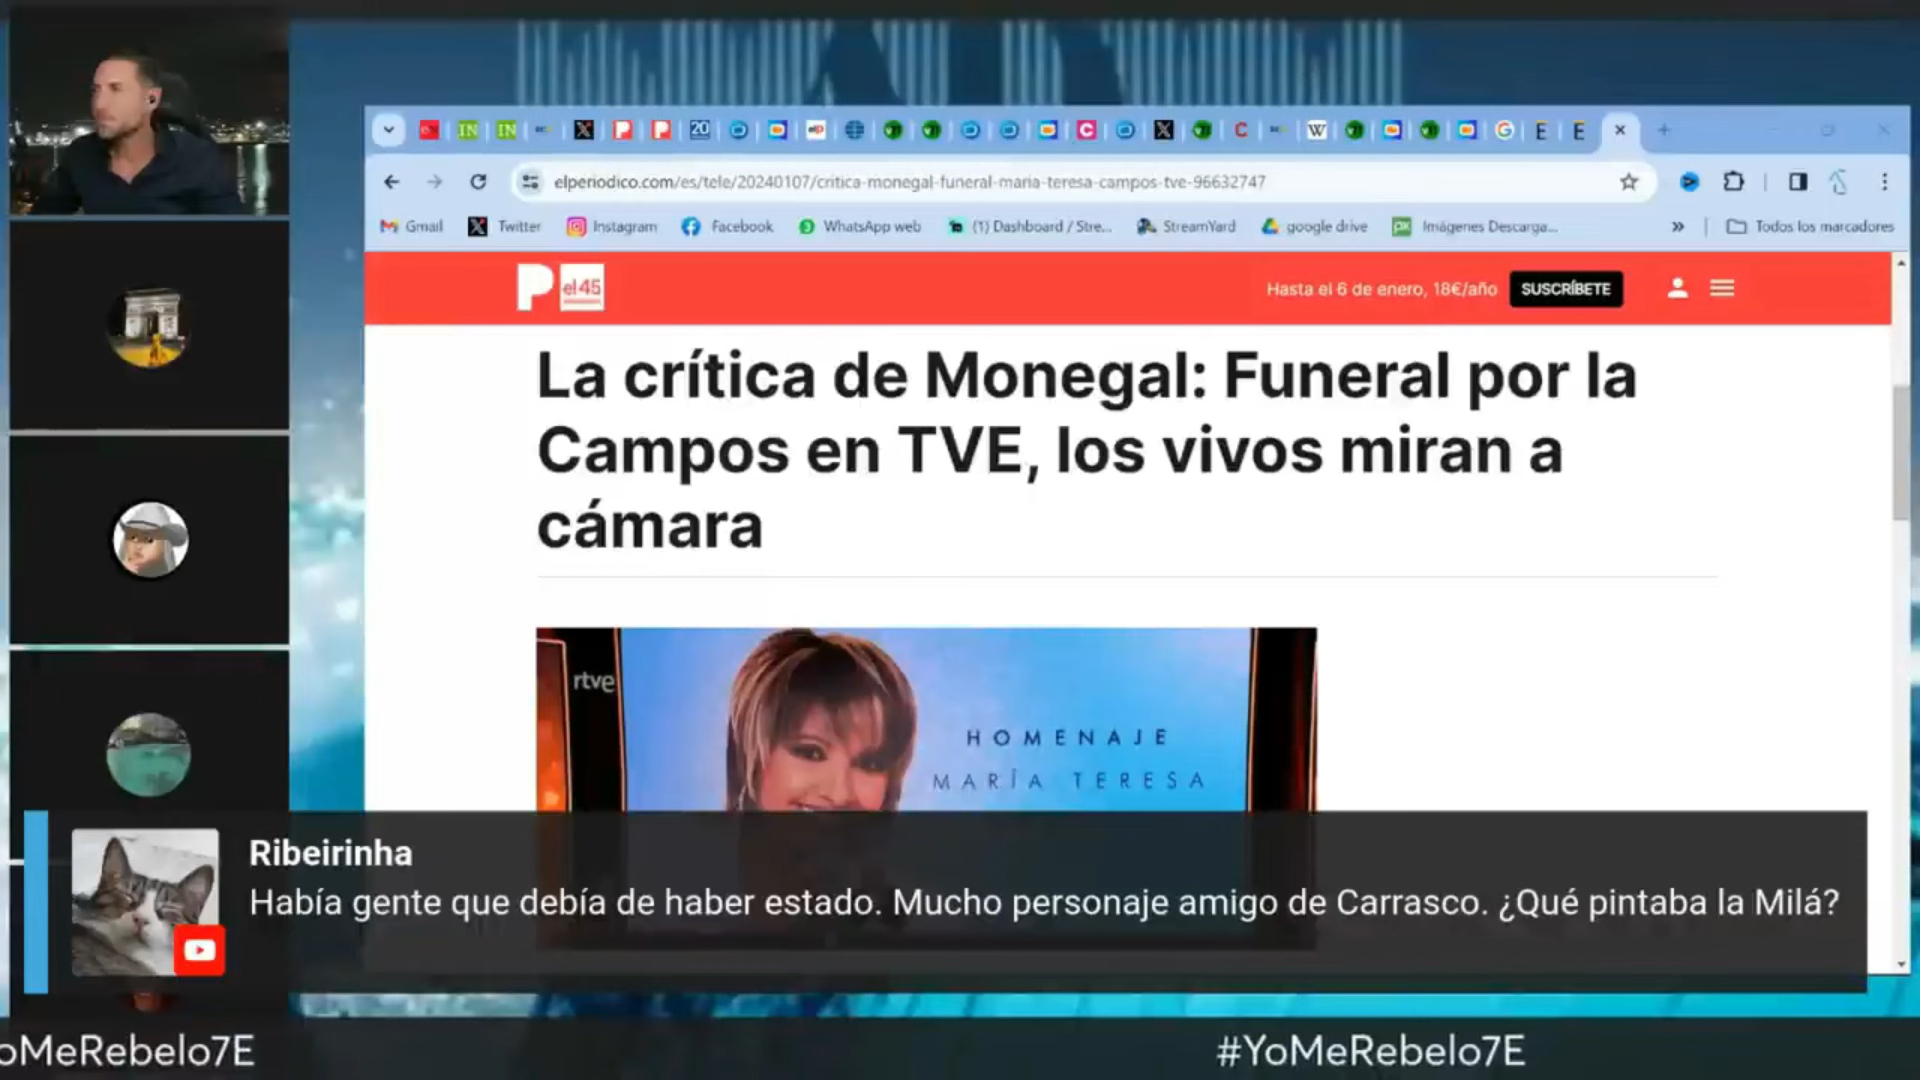 elperiodico.com/es/tele/20240107/critica-monegal-funeral-maria-teresa-campos-tve-96632747
Gmail
Twitter
Instagram
Facebook
WhatsApp web
(1) Dashboard / Stre...
StreamYard
google drive
Imágenes Descarga...
Todos los marcadores
P el 45
Hasta el 6 de enero, 18€/año
SUSCRÍBETE
La crítica de Monegal: Funeral por la
Campos en TVE, los vivos miran a
cámara
rtve
HOMENAJE
MARÍA TERESA
Ribeirinha
Había gente que debía de haber estado. Mucho personaje amigo de Carrasco. ¿Qué pintaba la Milá?
oMeRebelo7E
#YoMeRebelo7E